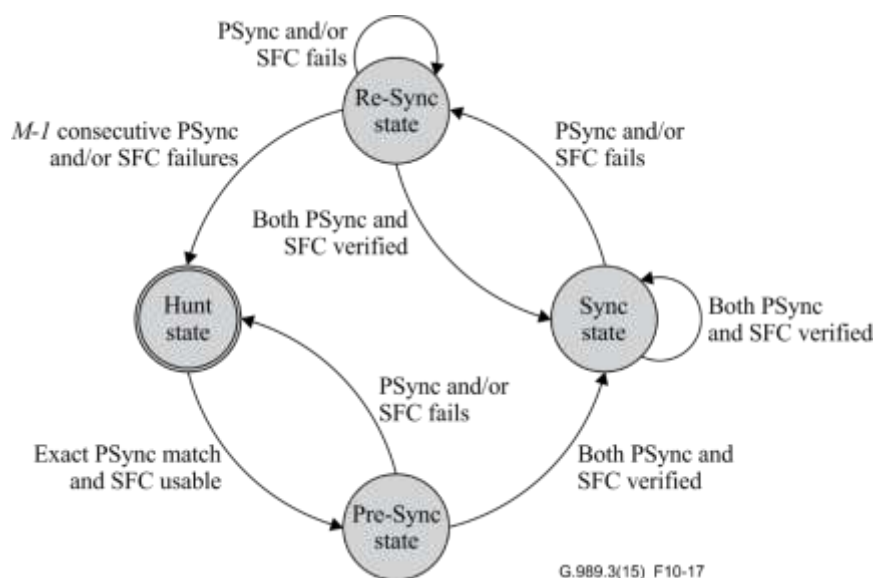 PSync and/or
SFC fails
Re-Sync
state
M-1 consecutive PSync
and/or SFC failures
PSync and/or
SFC fails
Both PSync and
SFC verified
Hunt
state
Sync
state
Both PSync
and SFC verified
PSync and/or
SFC fails
Exact PSync match
and SFC usable
Both PSync and
SFC verified
Pre-Sync
state
G.989.3(15)_F10-17